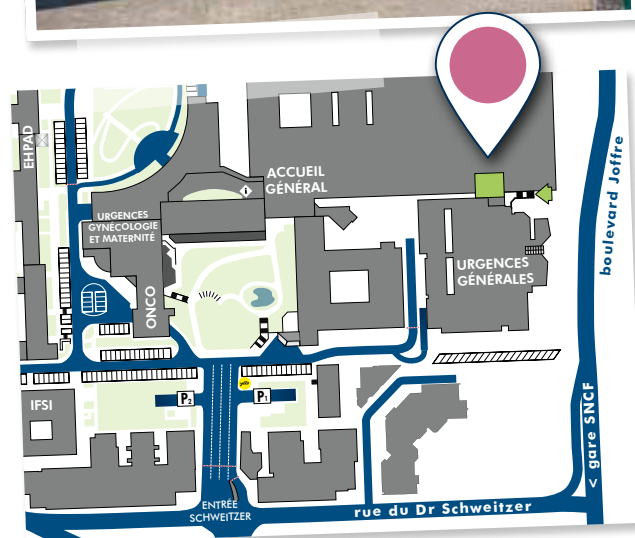 EHPAD
ACCUEIL
GÉNÉRAL
i
boulevard Joffre
URGENCES
GYNÉCOLOGIE
ET MATERNITÉ
URGENCES
GÉNÉRALES
ONCO
P2
P1
IFSI
< gare SNCF
ENTRÉE
SCHWEITZER
rue du Dr Schweitzer